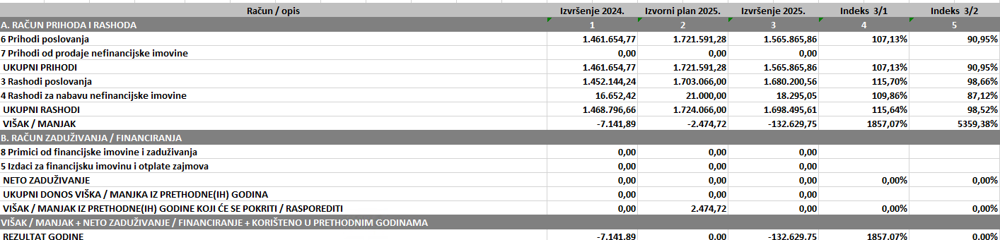 Račun / opis Izvršenje 2024. Izvorni plan 2025. Izvršenje 2025. Indeks 3/1 Indeks 3/2
A. RAČUN PRIHODA I RASHODA 1 2 3 4 5
6 Prihodi poslovanja 1.461.654,77 1.721.591,28 1.565.865,86 107,13% 90,95%
7 Prihodi od prodaje nefinancijske imovine 0,00 0,00 0,00
UKUPNI PRIHODI 1.461.654,77 1.721.591,28 1.565.865,86 107,13% 90,95%
3 Rashodi poslovanja 1.452.144,24 1.703.066,00 1.680.200,56 115,70% 98,66%
4 Rashodi za nabavu nefinancijske imovine 16.652,42 21.000,00 18.295,05 109,86% 87,12%
UKUPNI RASHODI 1.468.796,66 1.724.066,00 1.698.495,61 115,64% 98,52%
VIŠAK / MANJAK -7.141,89 -2.474,72 -132.629,75 1857,07% 5359,38%
B. RAČUN ZADUŽIVANJA / FINANCIRANJA
8 Primici od financijske imovine i zaduživanja 0,00 0,00 0,00
5 Izdaci za financijsku imovinu i otplate zajmova 0,00 0,00 0,00
NETO ZADUŽIVANJE 0,00 0,00 0,00 0,00% 0,00%
UKUPNI DONOS VIŠKA / MANJKA IZ PRETHODNE(IH) GODINA 0,00 0,00 0,00
VIŠAK / MANJAK IZ PRETHODNE(IH) GODINE KOJI ĆE SE POKRITI / RASPOREDITI 0,00 2.474,72 0,00 0,00% 0,00%
VIŠAK / MANJAK + NETO ZADUŽIVANJE / FINANCIRANJE + KORIŠTENO U PRETHODNIM GODINAMA
REZULTAT GODINE -7.141,89 0,00 -132.629,75 1857,07% 0,00%